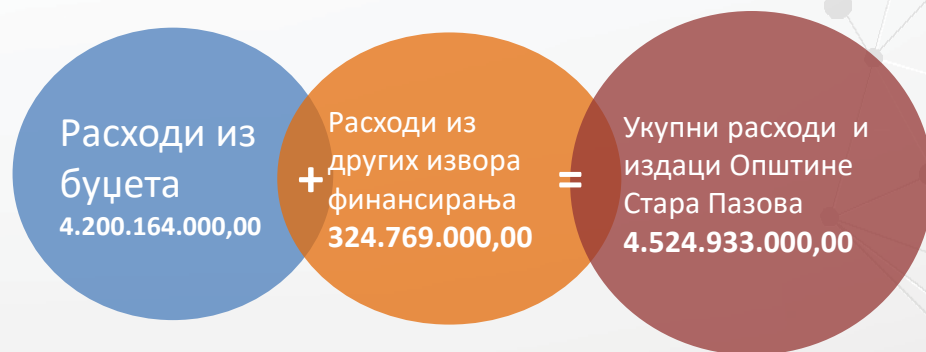 Расходи из
буџета
4.200.164.000,00
+
Расходи из
других извора
финансирања
324.769.000,00
=
Укупни расходи и
издаци Општине
Стара Пазова
4.524.933.000,00